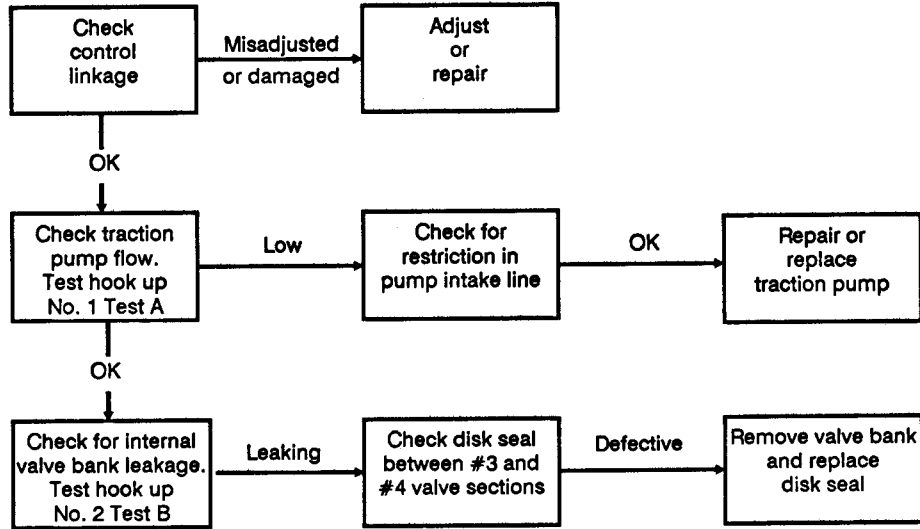 Check
control
linkage
Misadjusted
or damaged
Adjust
or
repair
OK
Check traction
pump flow.
Test hook up
No. 1 Test A
Low
Check for
restriction in
pump intake line
OK
Repair or
replace
traction pump
OK
Check for internal
valve bank leakage.
Test hook up
No. 2 Test B
Leaking
Check disk seal
between #3 and
#4 valve sections
Defective
Remove valve bank
and replace
disk seal